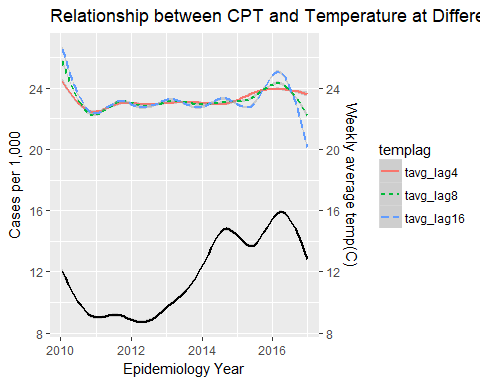 Relationship between CPT and Temperature at Differe
24
20
16
12
8
Cases per 1,000
2010
2012
2014
2016
Epidemiology Year
24
20
16
12
8
Weekly average temp(C)
templag
tavg_lag4
tavg_lag8
tavg_lag16